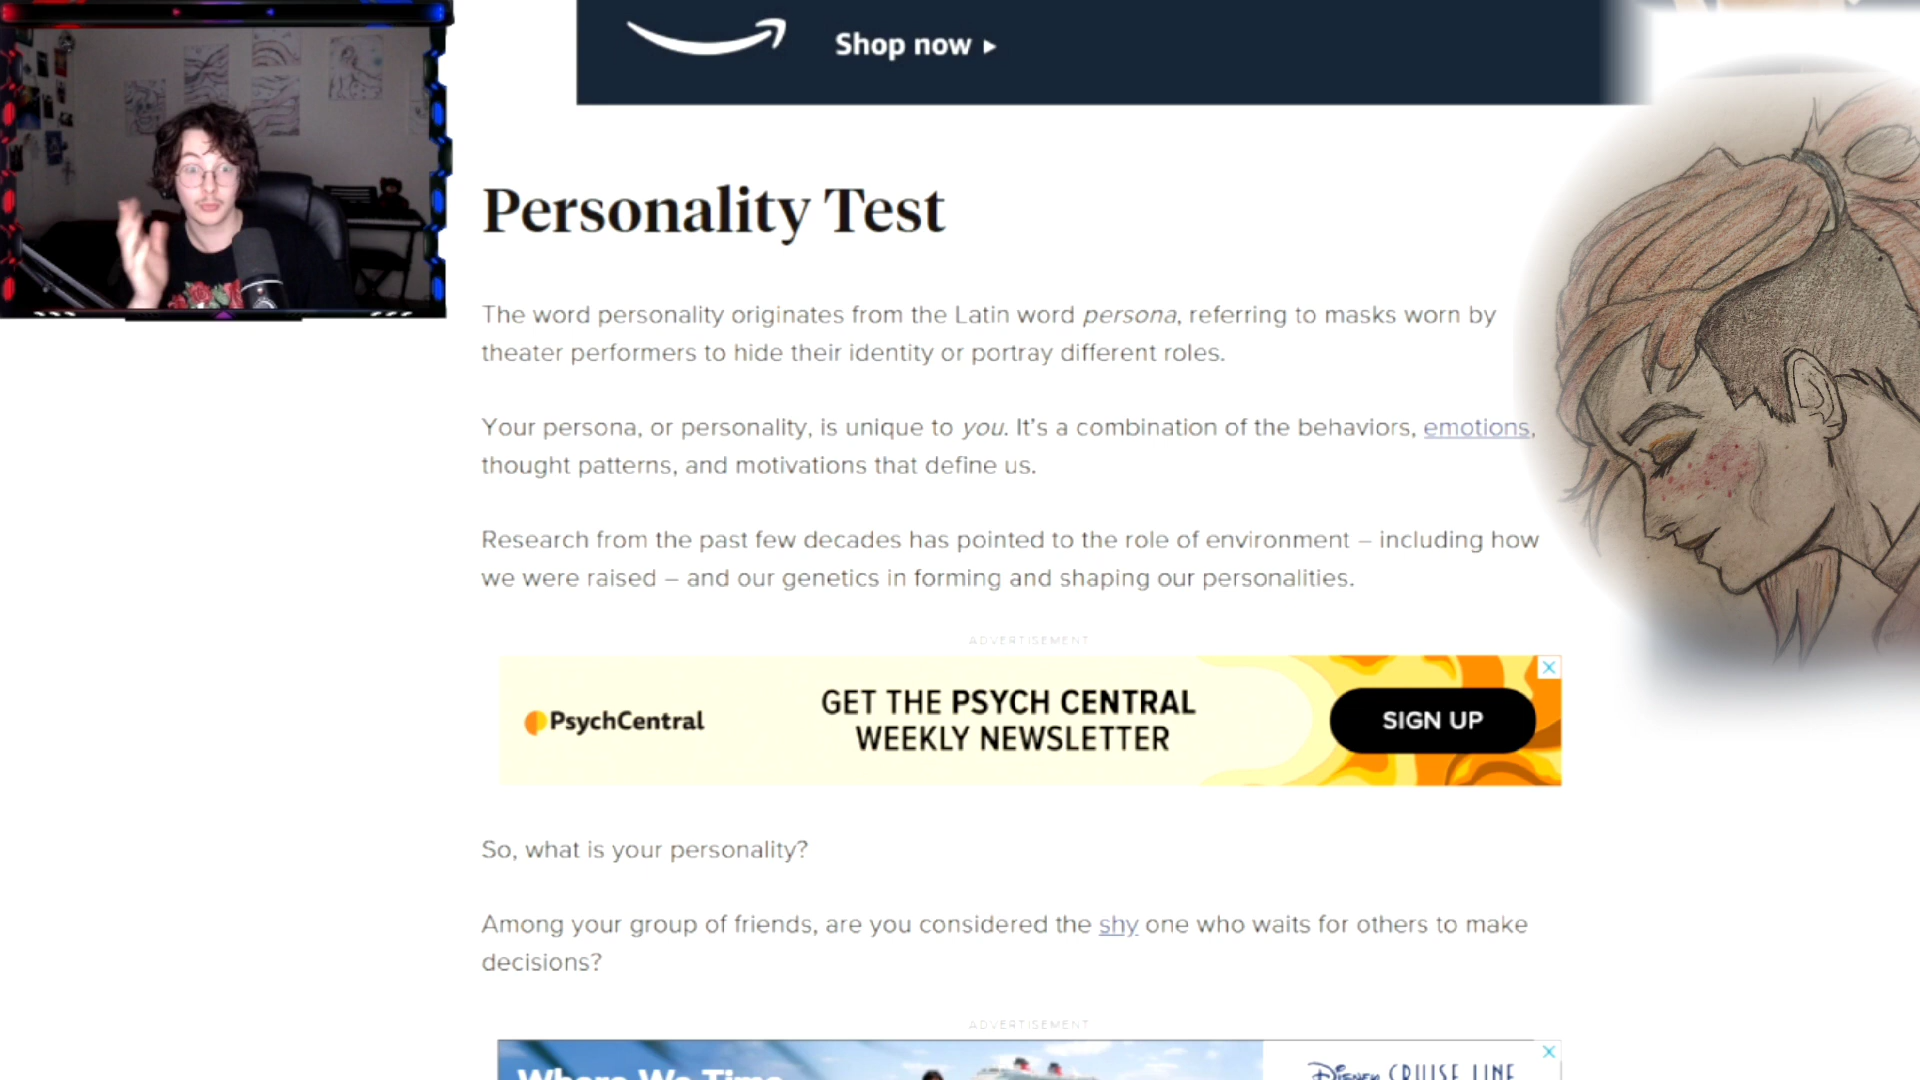 Shop now
Personality Test
The word personality originates from the Latin word persona, referring to masks worn by
theater performers to hide their identity or portray different roles.
Your persona, or personality, is unique to you. It's a combination of the behaviors, emotions,
thought patterns, and motivations that define us.
Research from the past few decades has pointed to the role of environment – including how
we were raised – and our genetics in forming and shaping our personalities.
ADVERTISEMENT
PsychCentral
GET THE PSYCH CENTRAL
WEEKLY NEWSLETTER
SIGN UP
So, what is your personality?
Among your group of friends, are you considered the shy one who waits for others to make
decisions?
ADVERTISEMENT
Where We Time
Disney CRUISE LINE